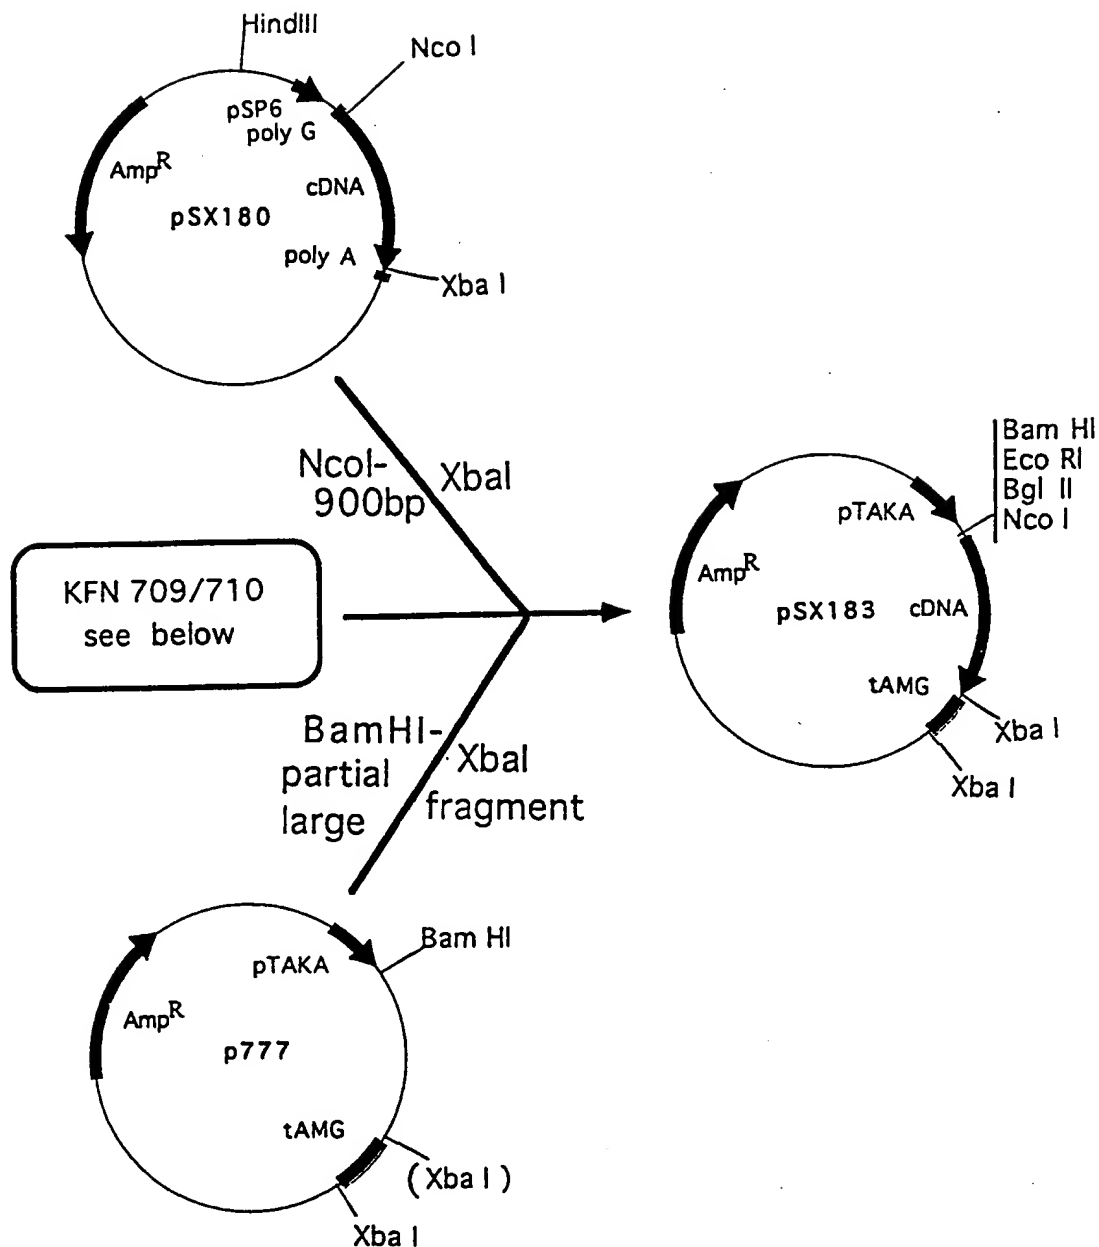 HindIII
Nco I
pSP6
poly G
AmpR
cDNA
pSX180
poly A
Xba I
NcoI-
900bp
XbaI
KFN 709/710
see below
BamHI-
partial
large
XbaI
fragment
Bam HI
Eco RI
Bgl II
Nco I
pTAKA
AmpR
pSX183
cDNA
tAMG
Xba I
Xba I
Bam HI
pTAKA
AmpR
p777
tAMG
(Xba I)
Xba I